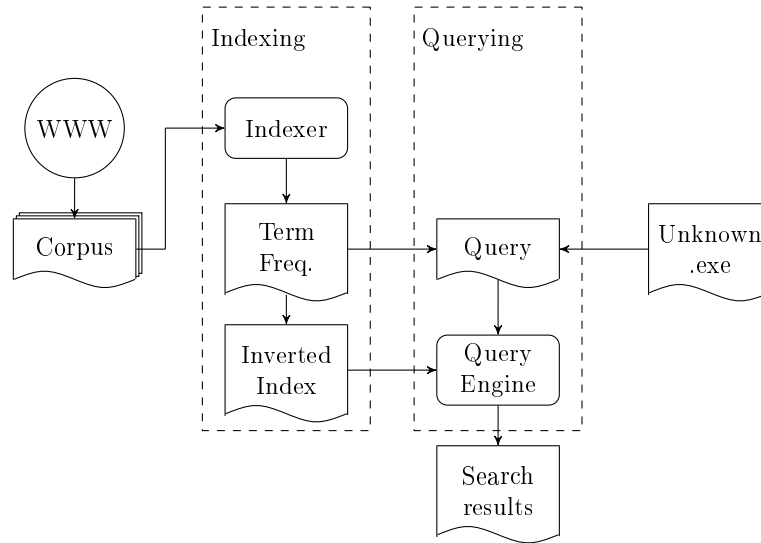 Indexing
Querying
WWW
Indexer
Corpus
Term
Freq.
Query
Unknown
.exe
Inverted
Index
Query
Engine
Search
results